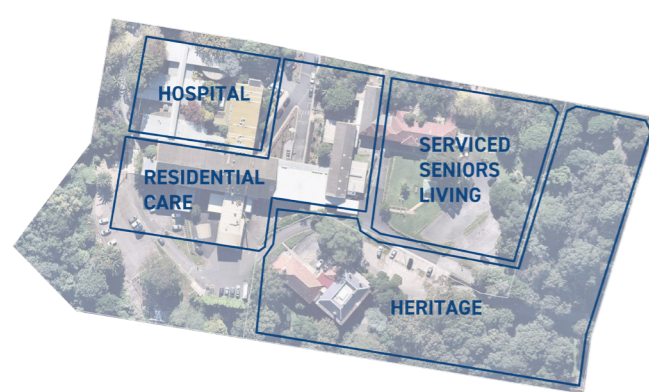 HOSPITAL
RESIDENTIAL
CARE
SERVICED
SENIORS
LIVING
HERITAGE